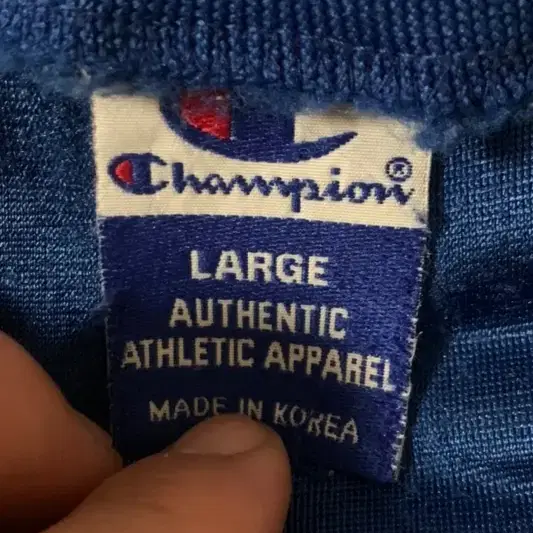 Champion®
LARGE
AUTHENTIC
ATHLETIC APPAREL
MADE IN KOREA